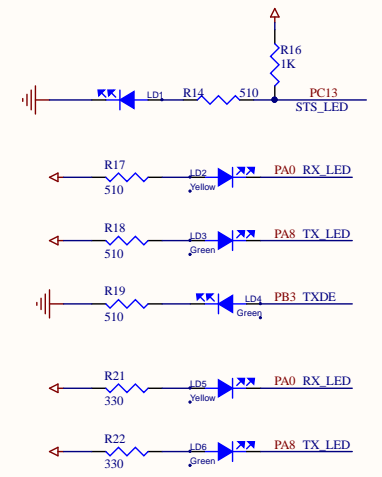 R16
1K
LD1 R14 510 PC13
STS_LED
R17
510
LD2
Yellow
PA0 RX_LED
R18
510
LD3
Green
PA8 TX_LED
R19
510
LD4
Green
PB3 TXDE
R21
330
LD5
Yellow
PA0 RX_LED
R22
330
LD6
Green
PA8 TX_LED